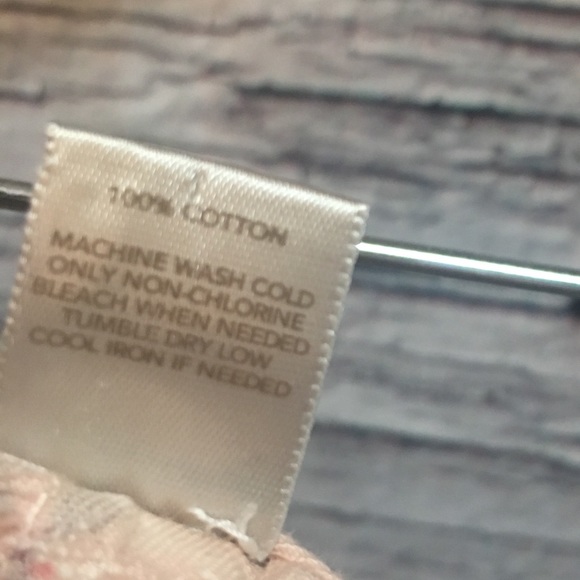 100% COTTON
MACHINE WASH COLD
ONLY NON-CHLORINE
BLEACH WHEN NEEDED
TUMBLE DRY LOW
COOL IRON IF NEEDED